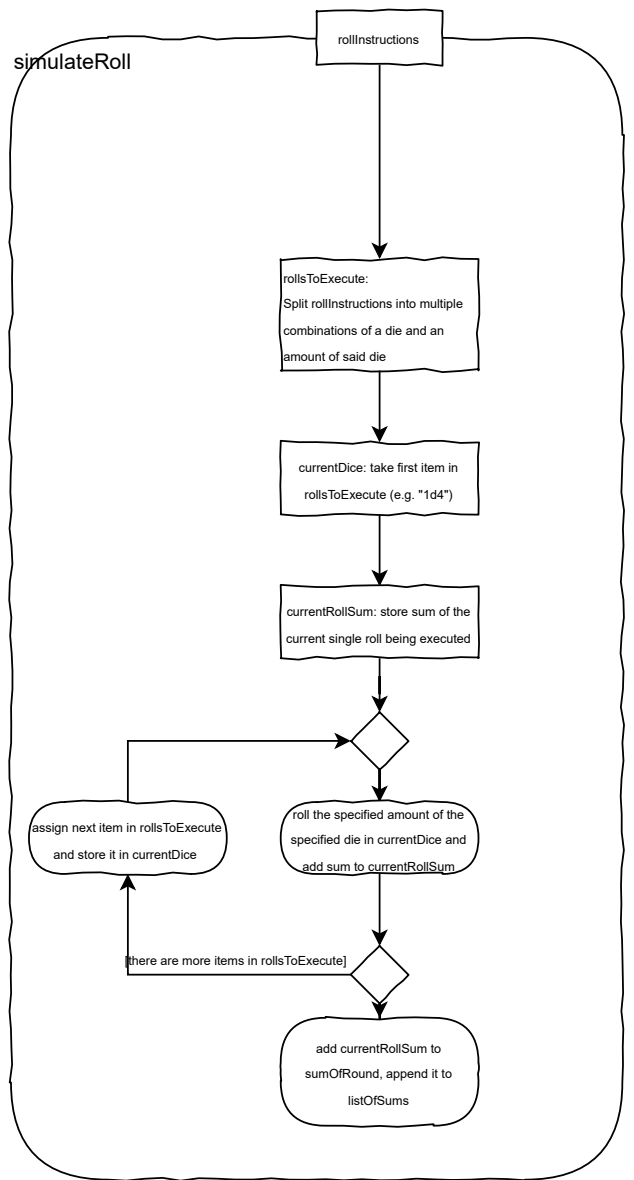 rollInstructions
simulateRoll
rollsToExecute:
Split rollInstructions into multiple
combinations of a die and an
amount of said die
currentDice: take first item in
rollsToExecute (e.g. "1d4")
currentRollSum: store sum of the
current single roll being executed
assign next item in rollsToExecute
and store it in currentDice
roll the specified amount of the
specified die in currentDice and
add sum to currentRollSum
[there are more items in rollsToExecute]
add currentRollSum to
sumOfRound, append it to
listOfSums